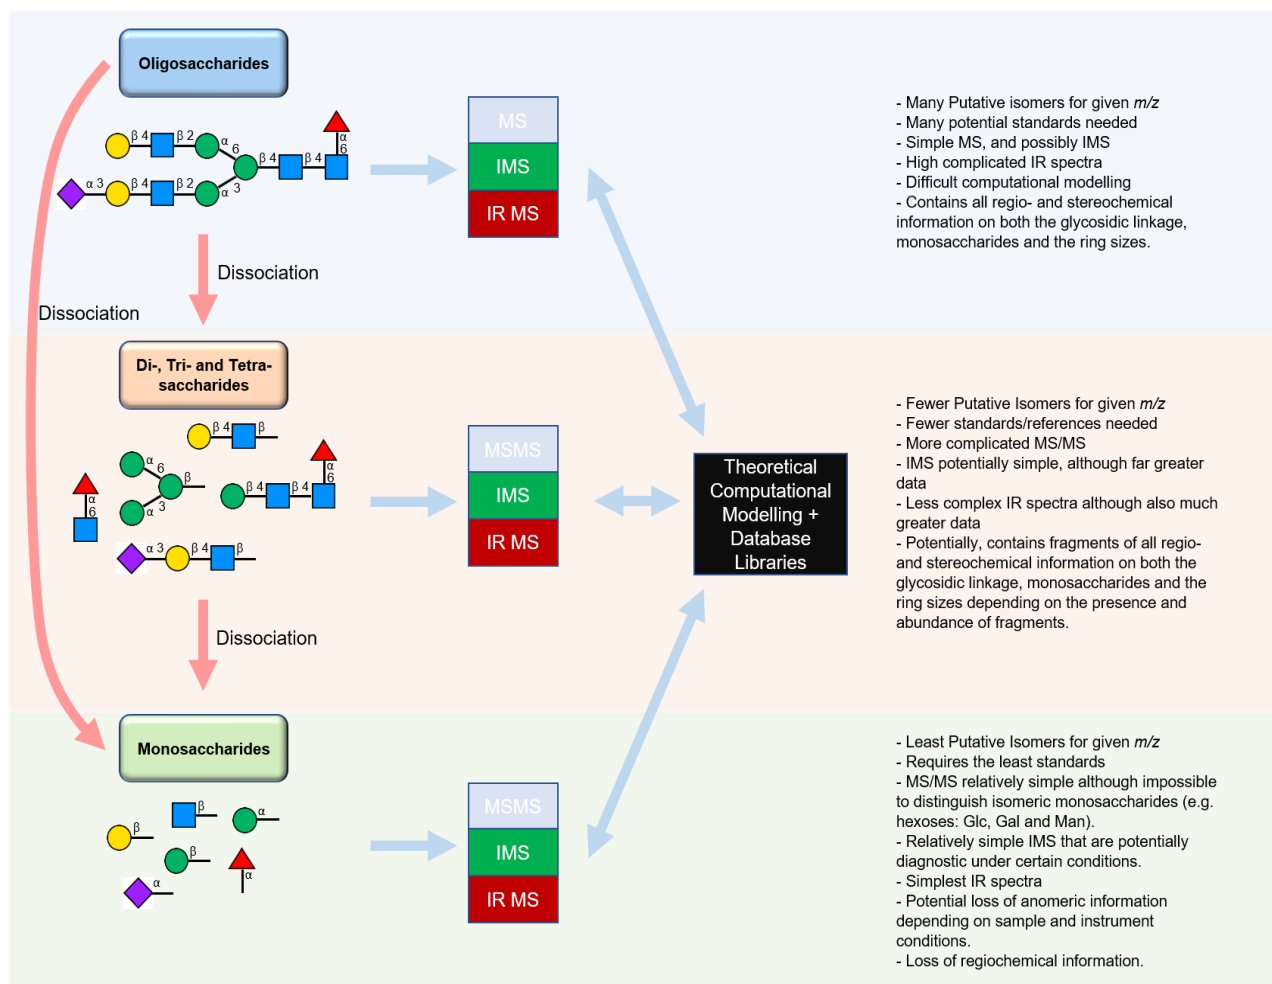 Oligosaccharides
β 4
β 2
α
6
β 4
β 4
α
6
α 3
β 4
β 2
α
3
MS
IMS
IR MS
- Many Putative isomers for given m/z
- Many potential standards needed
- Simple MS, and possibly IMS
- High complicated IR spectra
- Difficult computational modelling
- Contains all regio- and stereochemical
information on both the glycosidic linkage,
monosaccharides and the ring sizes.
Dissociation
Dissociation
Di-, Tri- and Tetra-
saccharides
β 4
β
α
6
β
α
3
α
6
β 4
β 4
α
6
α 3
β 4
β
MSMS
IMS
IR MS
Theoretical
Computational
Modelling +
Database
Libraries
- Fewer Putative Isomers for given m/z
- Fewer standards/references needed
- More complicated MS/MS
- IMS potentially simple, although far greater
data
- Less complex IR spectra although also much
greater data
- Potentially, contains fragments of all regio-
and stereochemical information on both the
glycosidic linkage, monosaccharides and the
ring sizes depending on the presence and
abundance of fragments.
Dissociation
Monosaccharides
β
β
α
β
α
α
MSMS
IMS
IR MS
- Least Putative Isomers for given m/z
- Requires the least standards
- MS/MS relatively simple although impossible
to distinguish isomeric monosaccharides (e.g.
hexoses: Glc, Gal and Man).
- Relatively simple IMS that are potentially
diagnostic under certain conditions.
- Simplest IR spectra
- Potential loss of anomeric information
depending on sample and instrument
conditions.
- Loss of regiochemical information.